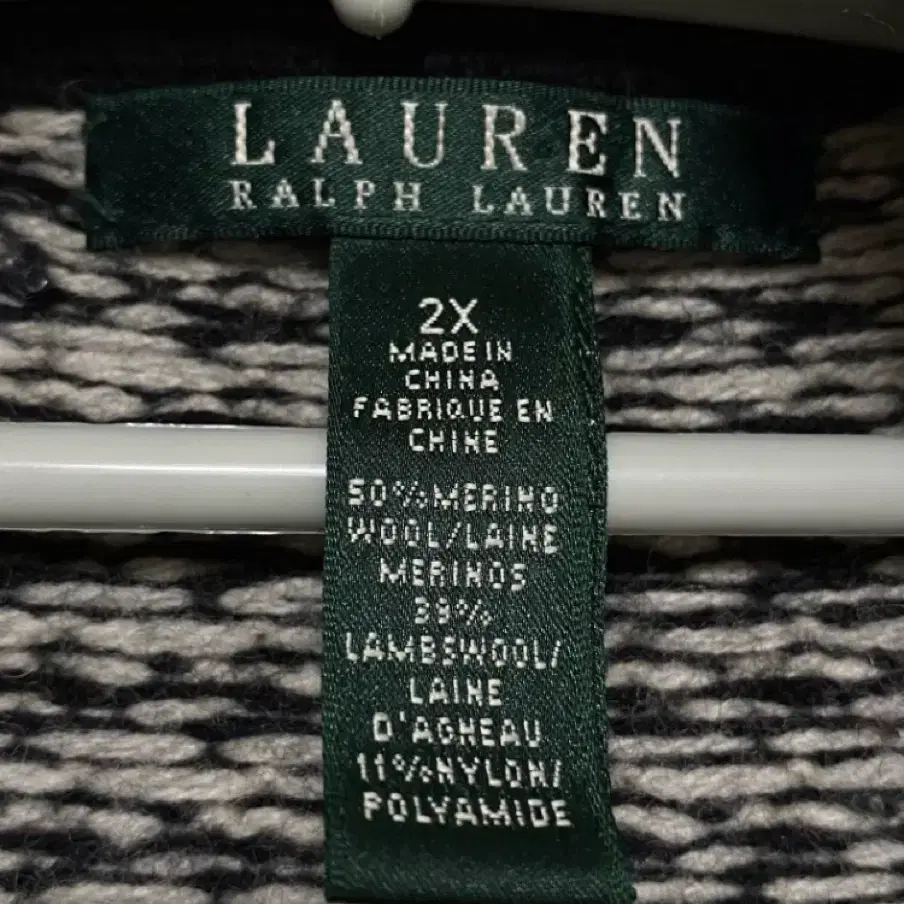 LAUREN
RALPH LAUREN
2X
MADE IN
CHINA
FABRIQUE EN
CHINE
50% MERINO
WOOL/LAINE
MERINOS
39%
LAMBSWOOL/
LAINE
D'AGNEAU
11% NYLON/
POLYAMIDE